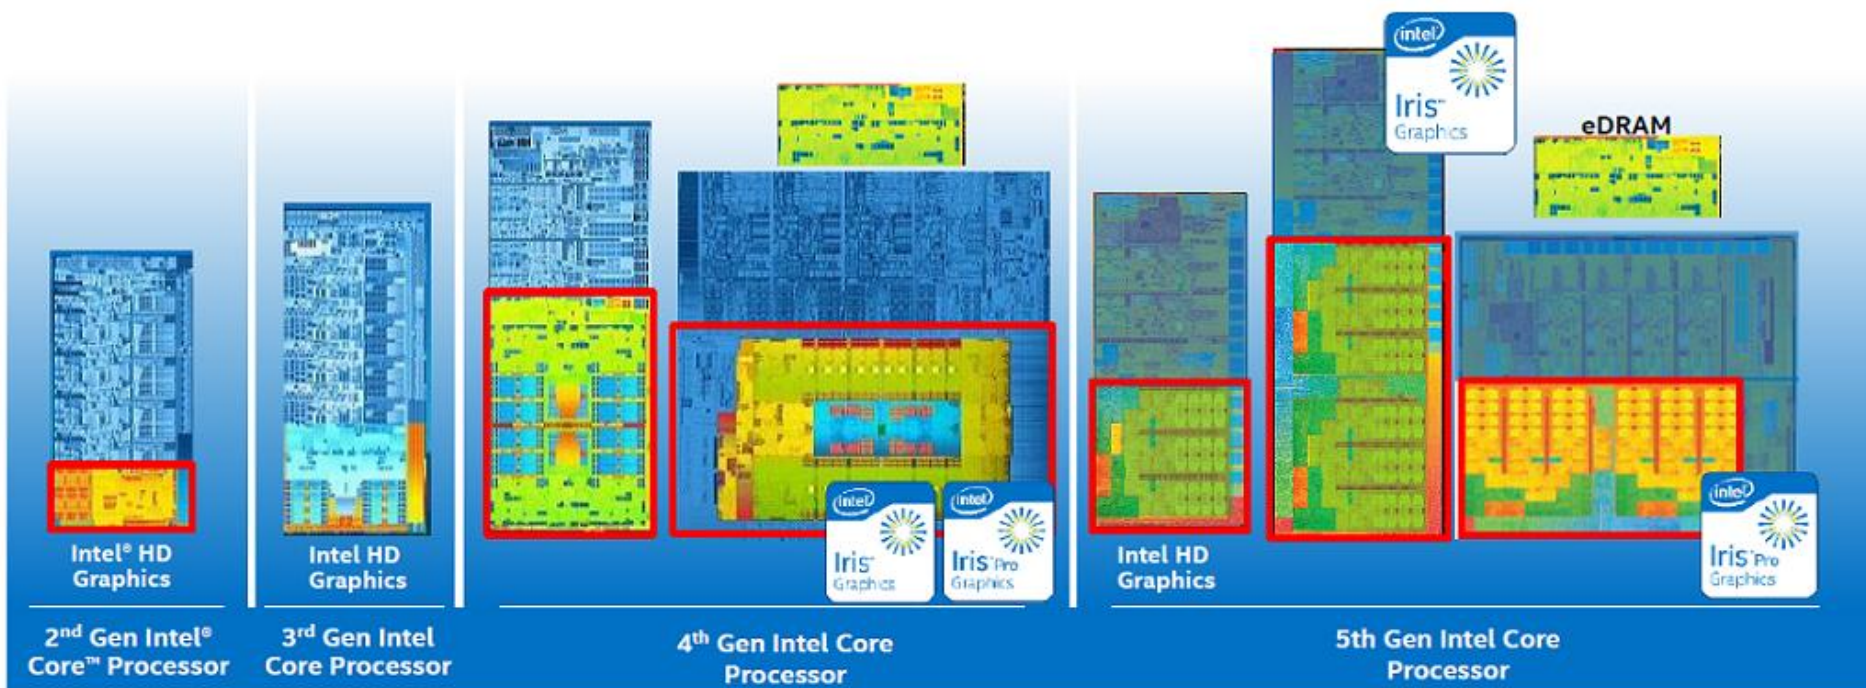 Intel® HD
Graphics
2nd Gen Intel®
Core™ Processor
Intel HD
Graphics
3rd Gen Intel
Core Processor
intel
Iris™
Graphics
intel
Iris™ Pro
Graphics
4th Gen Intel Core
Processor
Intel HD
Graphics
intel
Iris™
Graphics
eDRAM
intel
Iris™ Pro
Graphics
5th Gen Intel Core
Processor